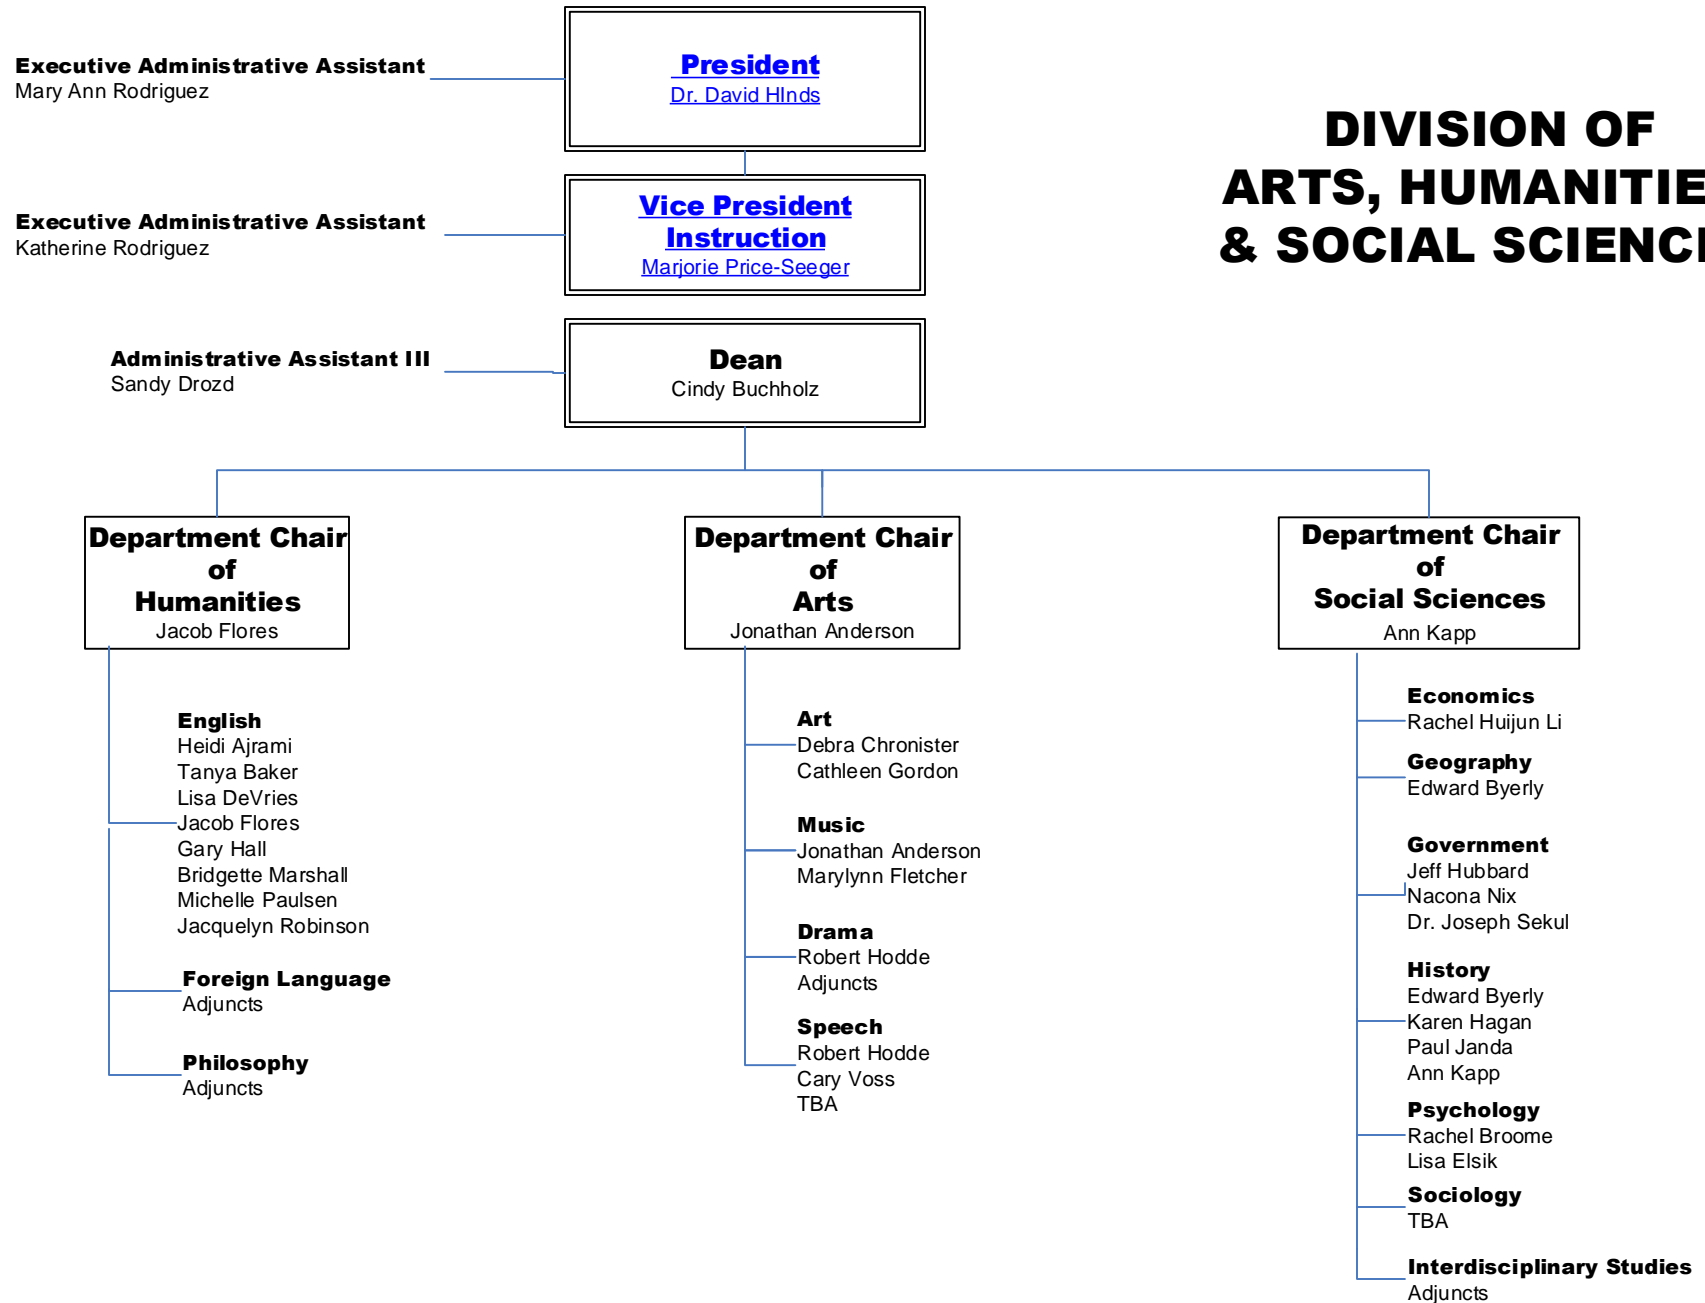 Executive Administrative Assistant
Mary Ann Rodriguez
President
Dr. David HInds
DIVISION OF
ARTS, HUMANITIE
& SOCIAL SCIENC
Executive Administrative Assistant
Katherine Rodriguez
Vice President
Instruction
Marjorie Price-Seeger
Administrative Assistant III
Sandy Drozd
Dean
Cindy Buchholz
Department Chair
of
Humanities
Jacob Flores
English
Heidi Ajrami
Tanya Baker
Lisa DeVries
Jacob Flores
Gary Hall
Bridgette Marshall
Michelle Paulsen
Jacquelyn Robinson
Foreign Language
Adjuncts
Philosophy
Adjuncts
Department Chair
of
Arts
Jonathan Anderson
Art
Debra Chronister
Cathleen Gordon
Music
Jonathan Anderson
Marylynn Fletcher
Drama
Robert Hodde
Adjuncts
Speech
Robert Hodde
Cary Voss
TBA
Department Chair
of
Social Sciences
Ann Kapp
Economics
Rachel Huijun Li
Geography
Edward Byerly
Government
Jeff Hubbard
Nacona Nix
Dr. Joseph Sekul
History
Edward Byerly
Karen Hagan
Paul Janda
Ann Kapp
Psychology
Rachel Broome
Lisa Elsik
Sociology
TBA
Interdisciplinary Studies
Adjuncts